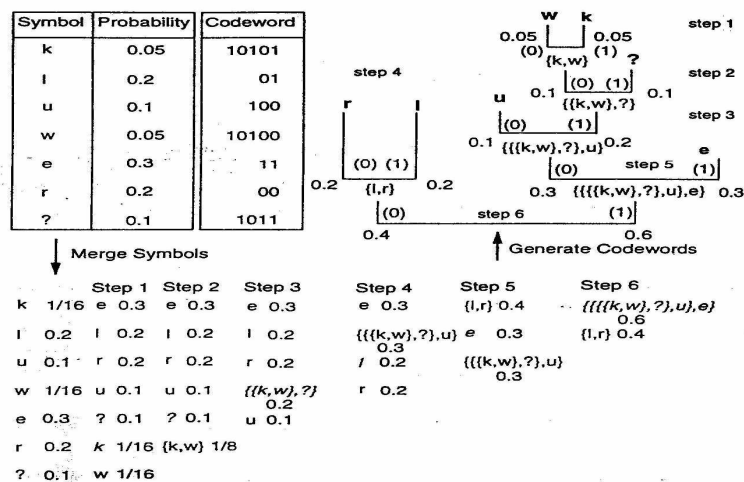 Symbol Probability Codeword
k 0.05 10101
l 0.2 01
u 0.1 100
w 0.05 10100
e 0.3 11
r 0.2 00
? 0.1 1011
w k
0.05 0.05 step 1
(0) (1)
{k,w} ?
step 4
(0) (1) step 2
0.1 0.1
r l {{k,w},?}
u
(0) (1) step 3
0.1 0.2
{{{k,w},?},u}
e
(0) (1) (0) step 5 (1)
0.2 {l,r} 0.2 0.3 {{{{k,w},?},u},e} 0.3
(0) step 6 (1)
0.4 0.6
Merge Symbols Generate Codewords
Step 1 Step 2 Step 3 Step 4 Step 5 Step 6
k 1/16 e 0.3 e 0.3 e 0.3 e 0.3 {l,r} 0.4 {{{{k,w},?},u},e}
0.6
l 0.2 l 0.2 l 0.2 l 0.2 {{{k,w},?},u} e 0.3 {l,r} 0.4
0.3
u 0.1 r 0.2 r 0.2 r 0.2 l 0.2 {{{k,w},?},u}
0.3
w 1/16 u 0.1 u 0.1 {{k,w},?} r 0.2
0.2
e 0.3 ? 0.1 ? 0.1 u 0.1
r 0.2 k 1/16 {k,w} 1/8
? 0.1 w 1/16